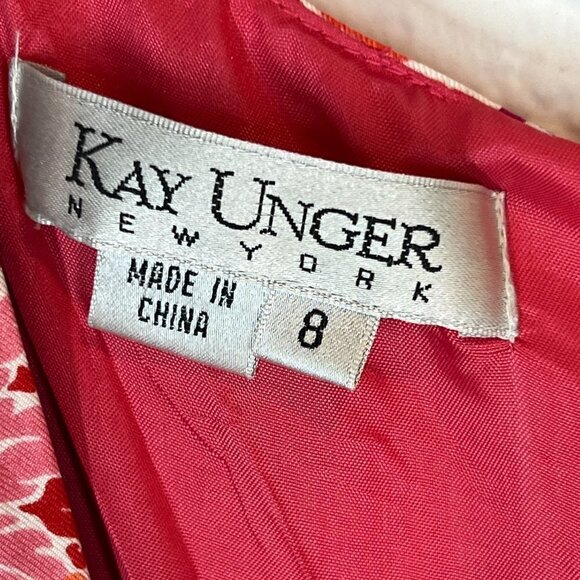 KAY UNGER
NEW YORK
MADE IN
CHINA
8